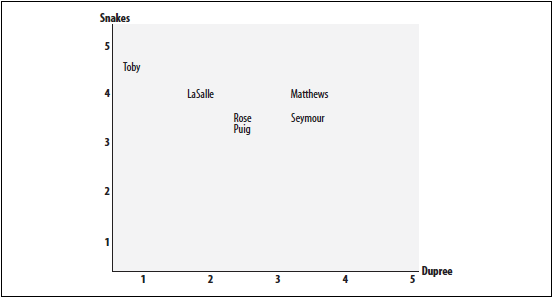 Snakes
5
Toby
4
LaSalle
Matthews
Rose
Seymour
Puig
3
2
1
Dupree
1 2 3 4 5